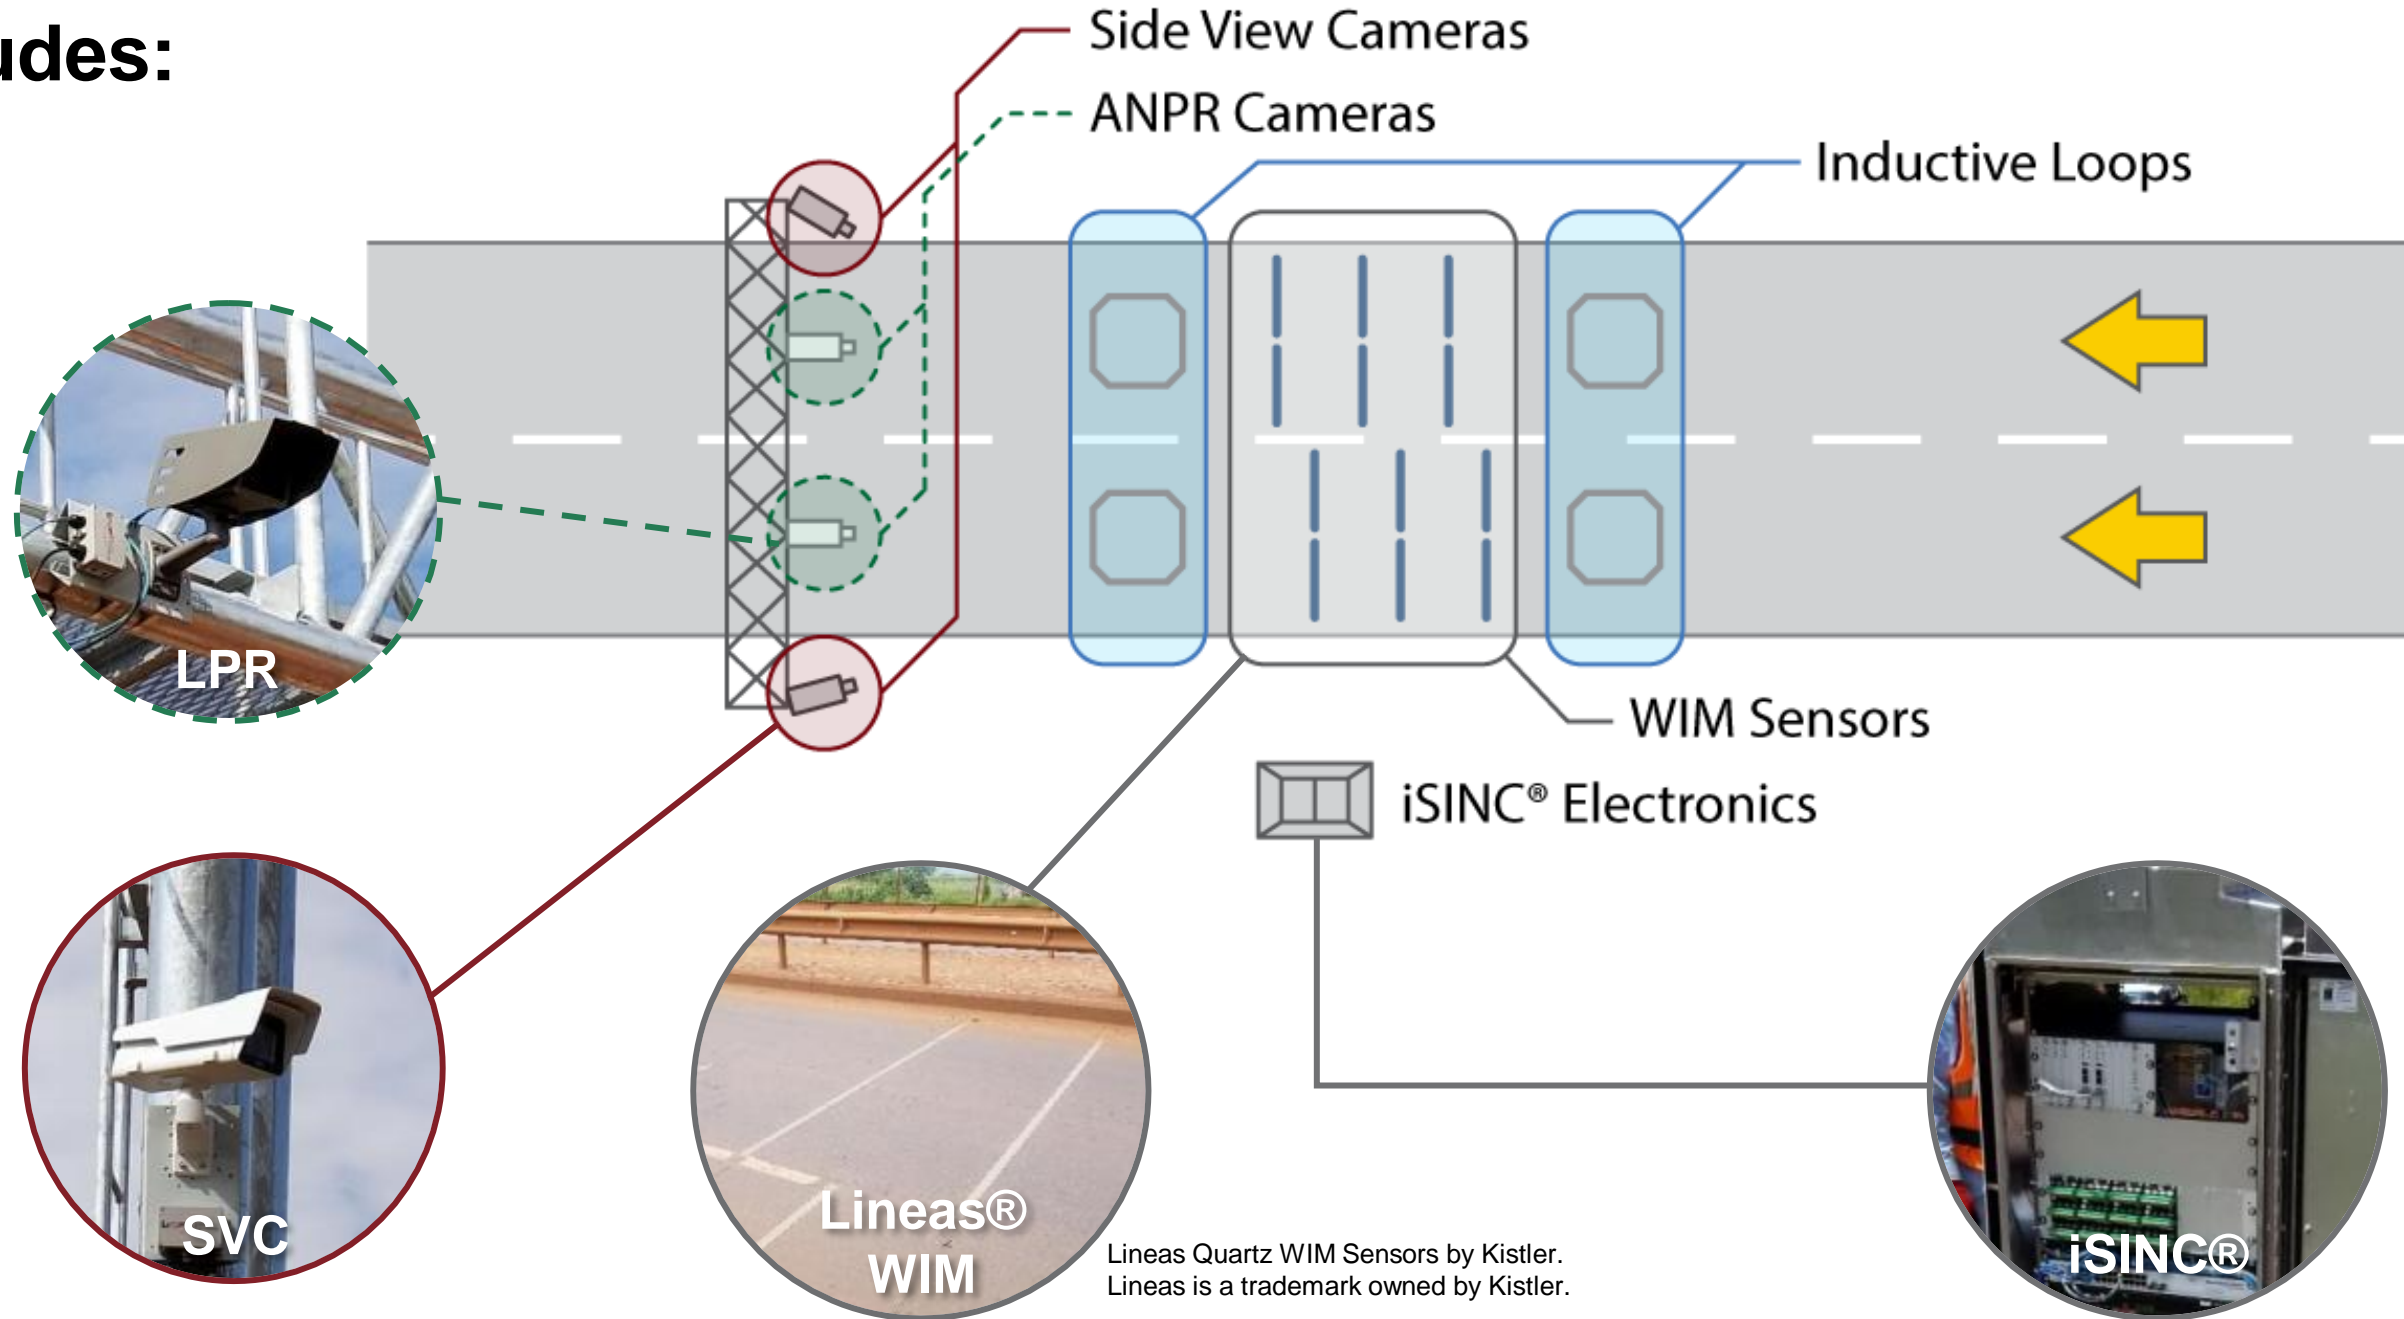 udes:
Side View Cameras
ANPR Cameras
Inductive Loops
LPR
WIM Sensors
iSINC® Electronics
SVC
Lineas®
WIM
Lineas Quartz WIM Sensors by Kistler.
Lineas is a trademark owned by Kistler.
iSINC®